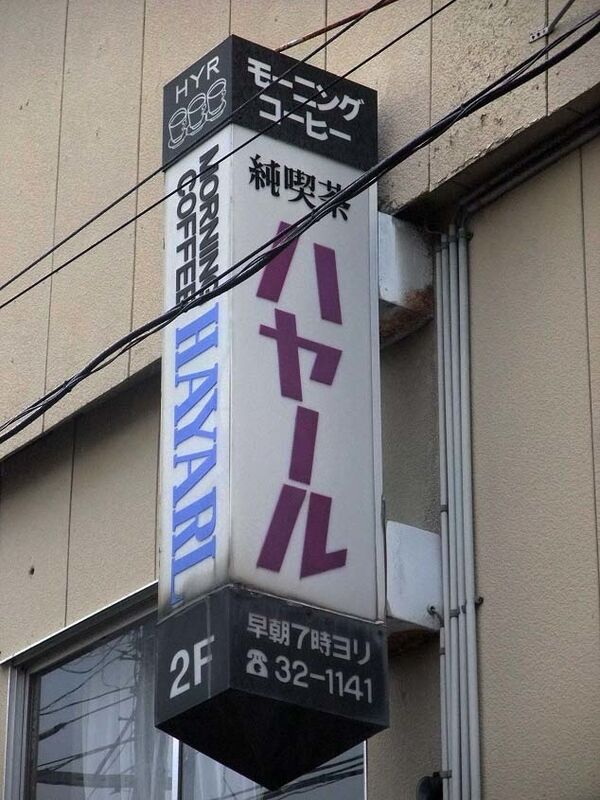 HYR
MORNING
COFFEE
HAYARL
2F
モーニング
コーヒー
純喫茶
ハヤール
早朝7時ヨリ
☎32-1141